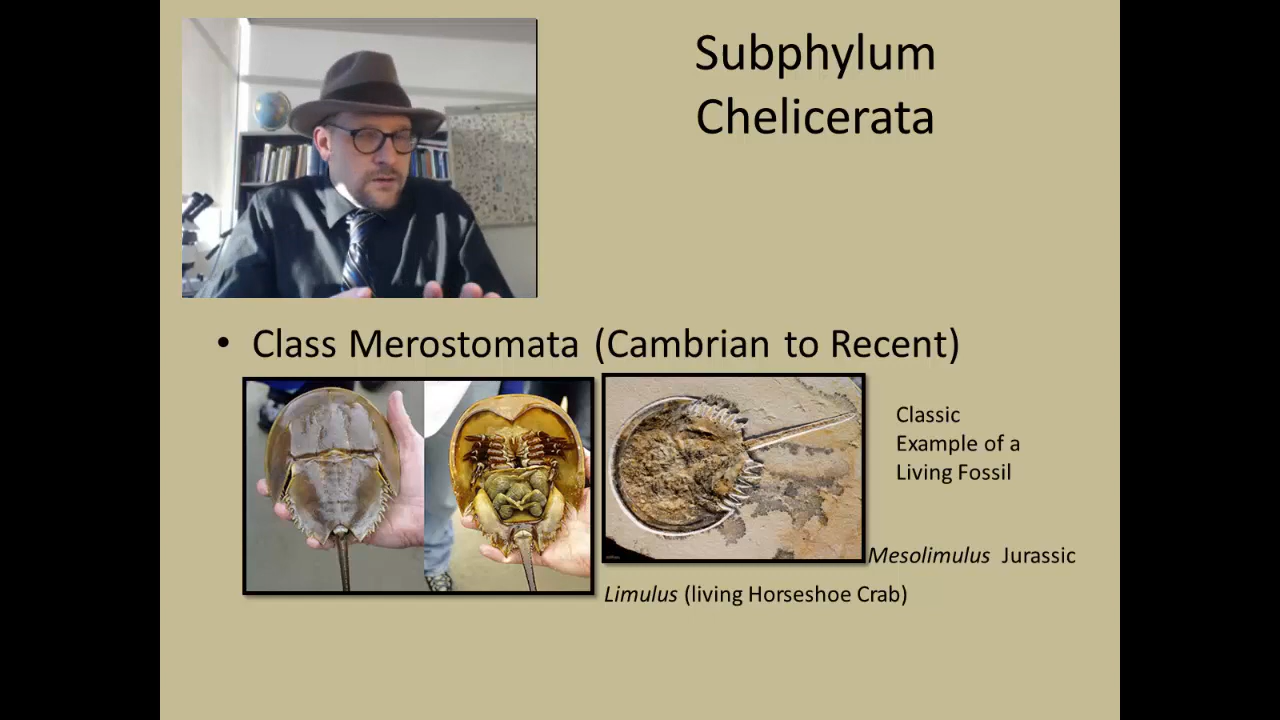 Subphylum
Chelicerata
• Class Merostomata (Cambrian to Recent)
Classic
Example of a
Living Fossil
Mesolimulus Jurassic
Limulus (living Horseshoe Crab)